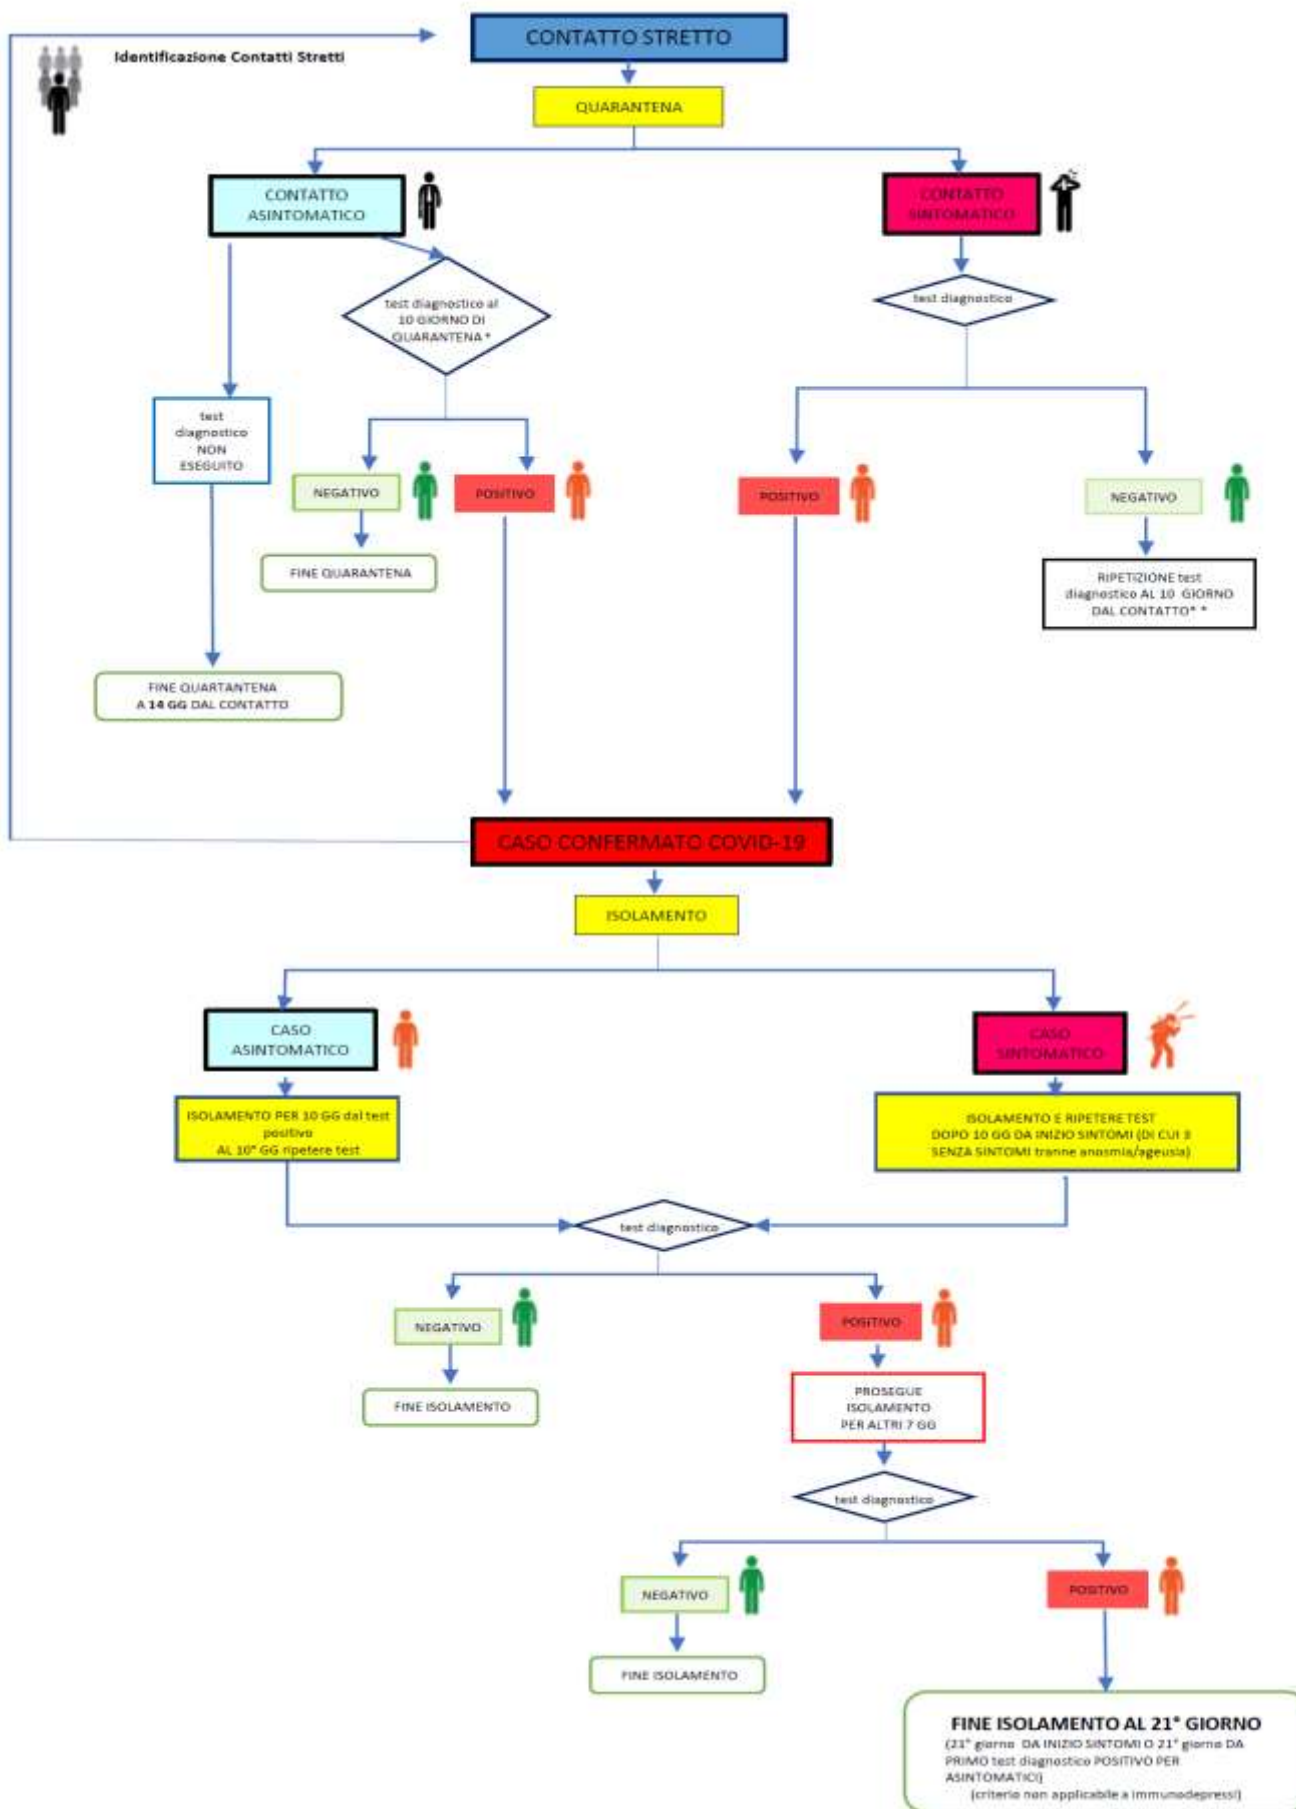 Identificazione Contatti Stretti
CONTATTO STRETTO
QUARANTENA
CONTATTO
ASINTOMATICO
CONTATTO
SINTOMATICO
test diagnostico al
10 GIORNO DI
QUARANTENA *
test diagnostico
test
diagnostico
NON
ESEGUITO
NEGATIVO
POSITIVO
POSITIVO
NEGATIVO
FINE QUARANTENA
RIPETIZIONE test
diagnostico AL 10 GIORNO
DAL CONTATTO* *
FINE QUARTANTENA
A 14 GG DAL CONTATTO
CASO CONFERMATO COVID-19
ISOLAMENTO
CASO
ASINTOMATICO
CASO
SINTOMATICO
ISOLAMENTO PER 10 GG dal test
positivo
AL 10° GG ripetere test
ISOLAMENTO E RIPETERE TEST
DOPO 10 GG DA INIZIO SINTOMI (DI CUI 3
SENZA SINTOMI tranne anosmia/ageusia)
test diagnostico
NEGATIVO
POSITIVO
FINE ISOLAMENTO
PROSEGUE
ISOLAMENTO
PER ALTRI 7 GG
test diagnostico
NEGATIVO
POSITIVO
FINE ISOLAMENTO
FINE ISOLAMENTO AL 21° GIORNO
(21° giorno DA INIZIO SINTOMI O 21° giorno DA
PRIMO test diagnostico POSITIVO PER
ASINTOMATICI)
(criterio non applicabile a immunodepressi)